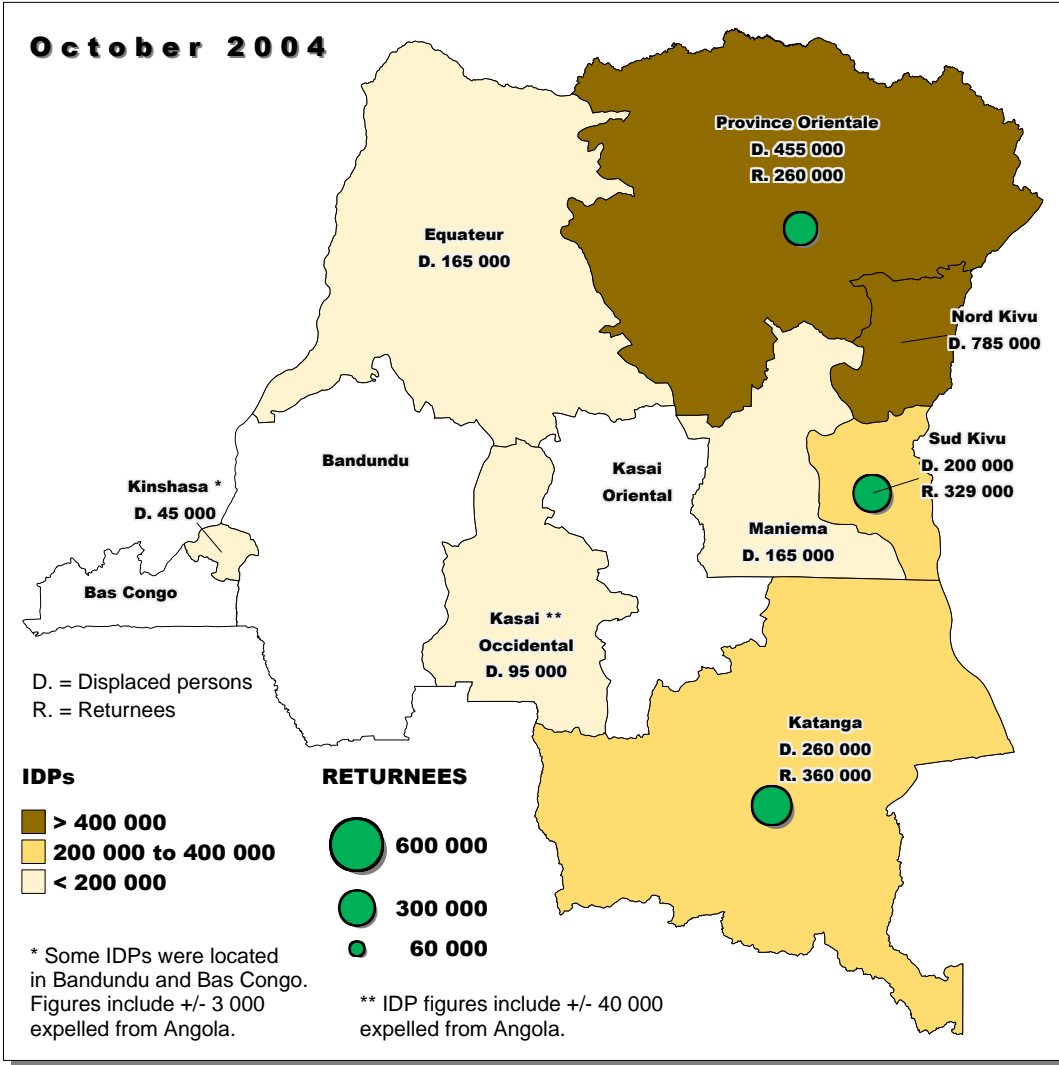 October 2004
Province Orientale
D. 455 000
R. 260 000
Equateur
D. 165 000
Nord Kivu
D. 785 000
Sud Kivu
D. 200 000
R. 329 000
Bandundu
Kasai
Oriental
Kinshasa *
D. 45 000
Maniema
D. 165 000
Bas Congo
Kasai **
Occidental
D. 95 000
D. = Displaced persons
R. = Returnees
Katanga
D. 260 000
R. 360 000
IDPs
> 400 000
200 000 to 400 000
< 200 000
RETURNEES
600 000
300 000
60 000
* Some IDPs were located
in Bandundu and Bas Congo.
Figures include +/- 3 000
expelled from Angola.
** IDP figures include +/- 40 000
expelled from Angola.